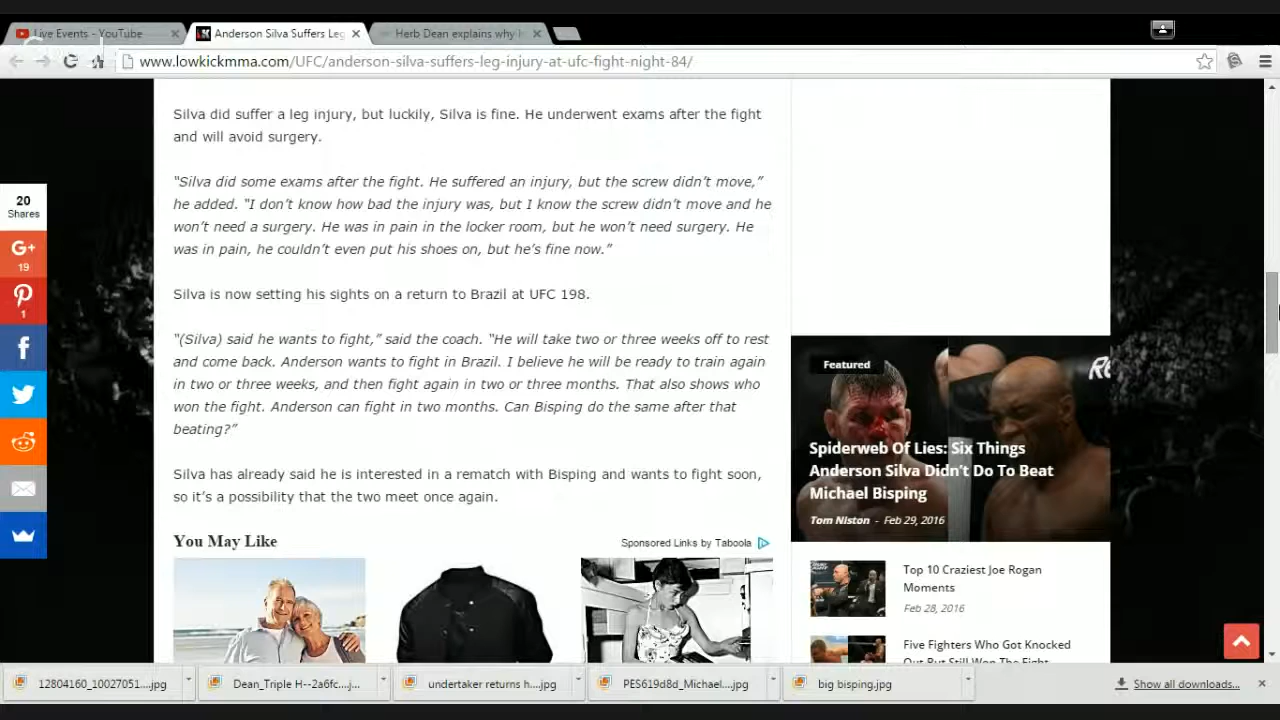 Live Events - YouTube
Anderson Silva Suffers Leg
Herb Dean explains why
www.lowkickmma.com/UFC/anderson-silva-suffers-leg-injury-at-ufc-fight-night-84/
Silva did suffer a leg injury, but luckily, Silva is fine. He underwent exams after the fight
and will avoid surgery.
“Silva did some exams after the fight. He suffered an injury, but the screw didn’t move,”
he added. “I don’t know how bad the injury was, but I know the screw didn’t move and he
won’t need a surgery. He was in pain in the locker room, but he won’t need surgery. He
was in pain, he couldn’t even put his shoes on, but he’s fine now.”
Silva is now setting his sights on a return to Brazil at UFC 198.
“(Silva) said he wants to fight,” said the coach. “He will take two or three weeks off to rest
and come back. Anderson wants to fight in Brazil. I believe he will be ready to train again
in two or three weeks, and then fight again in two or three months. That also shows who
won the fight. Anderson can fight in two months. Can Bisping do the same after that
beating?”
Silva has already said he is interested in a rematch with Bisping and wants to fight soon,
so it’s a possibility that the two meet once again.
You May Like
Sponsored Links by Taboola
20
Shares
G+
19
1
Featured
Spiderweb Of Lies: Six Things
Anderson Silva Didn’t Do To Beat
Michael Bisping
Tom Niston - Feb 29, 2016
Top 10 Craziest Joe Rogan
Moments
Feb 28, 2016
Five Fighters Who Got Knocked
Out But Still Won The Fight
12804160_10027051....jpg
Dean_Triple H--2a6fc....j...
undertaker returns h....jpg
PES619d8d_Michael....jpg
big bisping.jpg
Show all downloads...